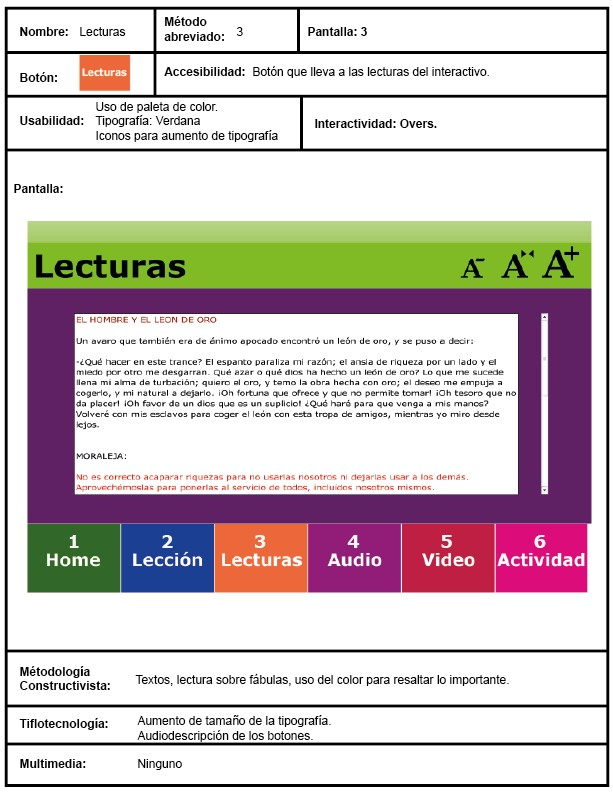 Nombre: Lecturas
Método abreviado: 3
Pantalla: 3
Botón: Lecturas
Accesibilidad: Botón que lleva a las lecturas del interactivo.
Usabilidad: Uso de paleta de color.
Tipografía: Verdana
Iconos para aumento de tipografía
Interactividad: Overs.
Pantalla:
Lecturas
A- A A+
EL HOMBRE Y EL LEON DE ORO
Un avaro que también era de ánimo apocado encontró un león de oro, y se puso a decir:
-¿Qué hacer en este trance? El espanto paraliza mi razón; el ansia de riqueza por un lado y el
miedo por otro me desgarran. Qué azar o qué dios ha hecho un león de oro? Lo que me sucede
llena mi alma de turbación; quiero el oro, y temo la obra hecha con oro; el deseo me empuja a
cogerlo, y mi natural a dejarlo. ¡Oh fortuna que ofrece y que no permite tomar! ¡Oh tesoro que no
da placer! ¡Oh favor de un dios que es un suplicio! ¿Qué haré para que venga a mis manos?
Volveré con mis esclavos para coger el león con esta tropa de amigos, mientras yo miro desde
lejos.
MORALEJA:
No es correcto acaparar riquezas para no usarlas nosotros ni dejarlas usar a los demás.
Aprovechémoslas para ponerlas al servicio de todos, incluídos nosotros mismos.
1 Home
2 Lección
3 Lecturas
4 Audio
5 Video
6 Actividad
Métodología
Constructivista: Textos, lectura sobre fábulas, uso del color para resaltar lo importante.
Tiflotecnología: Aumento de tamaño de la tipografía.
Audiodescripción de los botones.
Multimedia: Ninguno